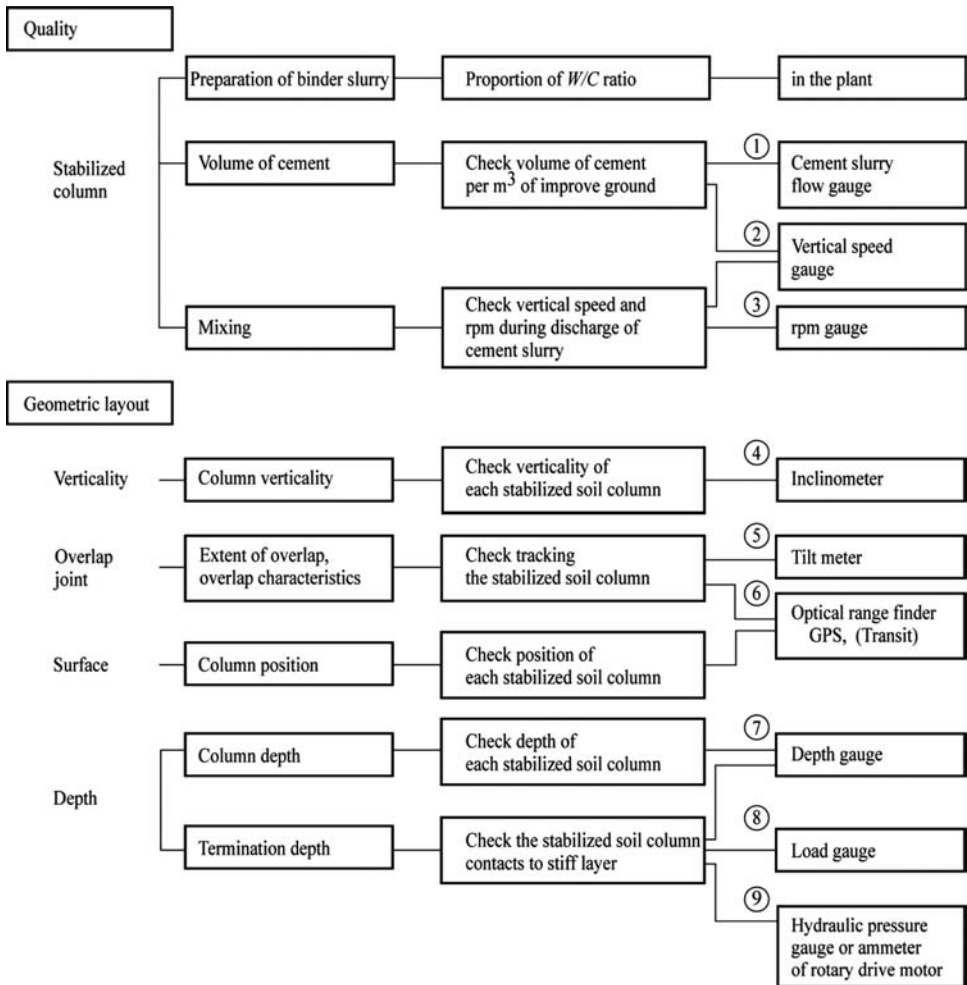 Quality
Preparation of binder slurry
Proportion of W/C ratio
in the plant
Stabilized
column
Volume of cement
Check volume of cement
per m³ of improve ground
①
Cement slurry
flow gauge
②
Vertical speed
gauge
Mixing
Check vertical speed and
rpm during discharge of
cement slurry
③
rpm gauge
Geometric layout
Verticality
Column verticality
Check verticality of
each stabilized soil column
④
Inclinometer
Overlap
joint
Extent of overlap,
overlap characteristics
Check tracking
the stabilized soil column
⑤
Tilt meter
⑥
Optical range finder
GPS, (Transit)
Surface
Column position
Check position of
each stabilized soil column
Depth
Column depth
Check depth of
each stabilized soil column
⑦
Depth gauge
Termination depth
Check the stabilized soil column
contacts to stiff layer
⑧
Load gauge
⑨
Hydraulic pressure
gauge or ammeter
of rotary drive motor